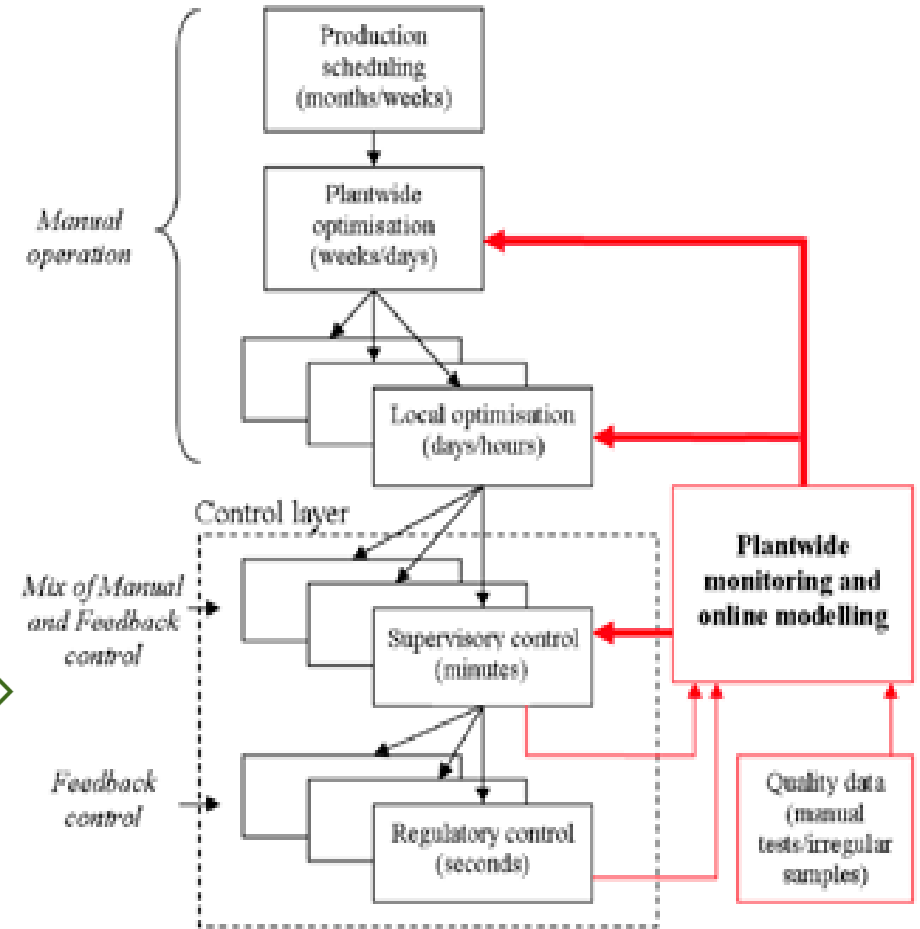 Production
scheduling
(months/weeks)
Plantwide
optimisation
(weeks/days)
Manual
operation
Local optimisation
(days/hours)
Control layer
Plantwide
monitoring and
online modelling
Mix of Manual
and Feedback
control
Supervisory control
(minutes)
Feedback
control
Regulatory control
(seconds)
Quality data
(manual
tests/irregular
samples)